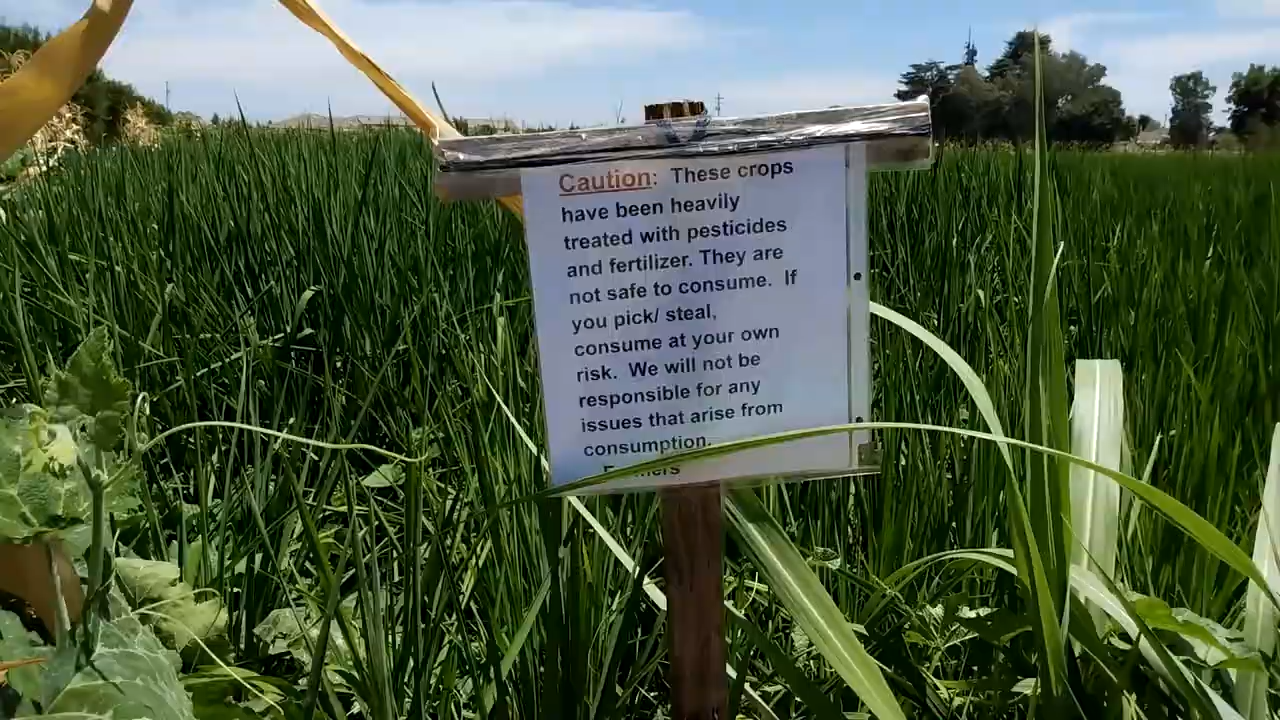 Caution: These crops
have been heavily
treated with pesticides
and fertilizer. They are
not safe to consume. If
you pick/ steal,
consume at your own
risk. We will not be
responsible for any
issues that arise from
consumption.